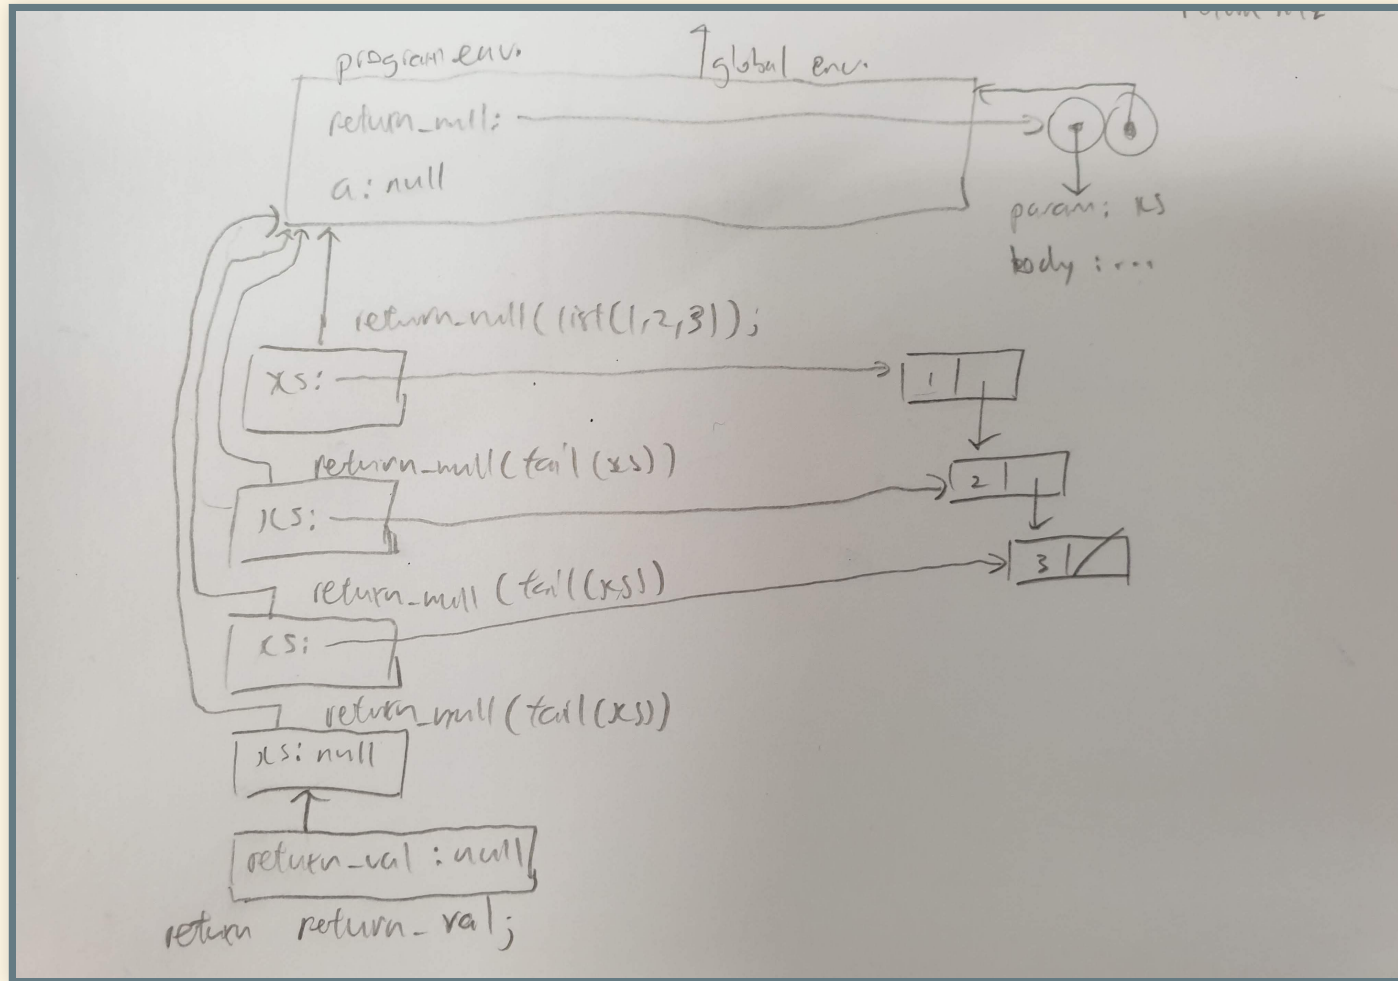 program env.
global env.
return_null:
a: null
param: xs
body : ...
return_null(list(1,2,3));
xs:
1
return_null(tail(xs))
2
xs:
3
return_null(tail(xs))
xs:
return_null(tail(xs))
xs: null
return_val : null
return return_val;